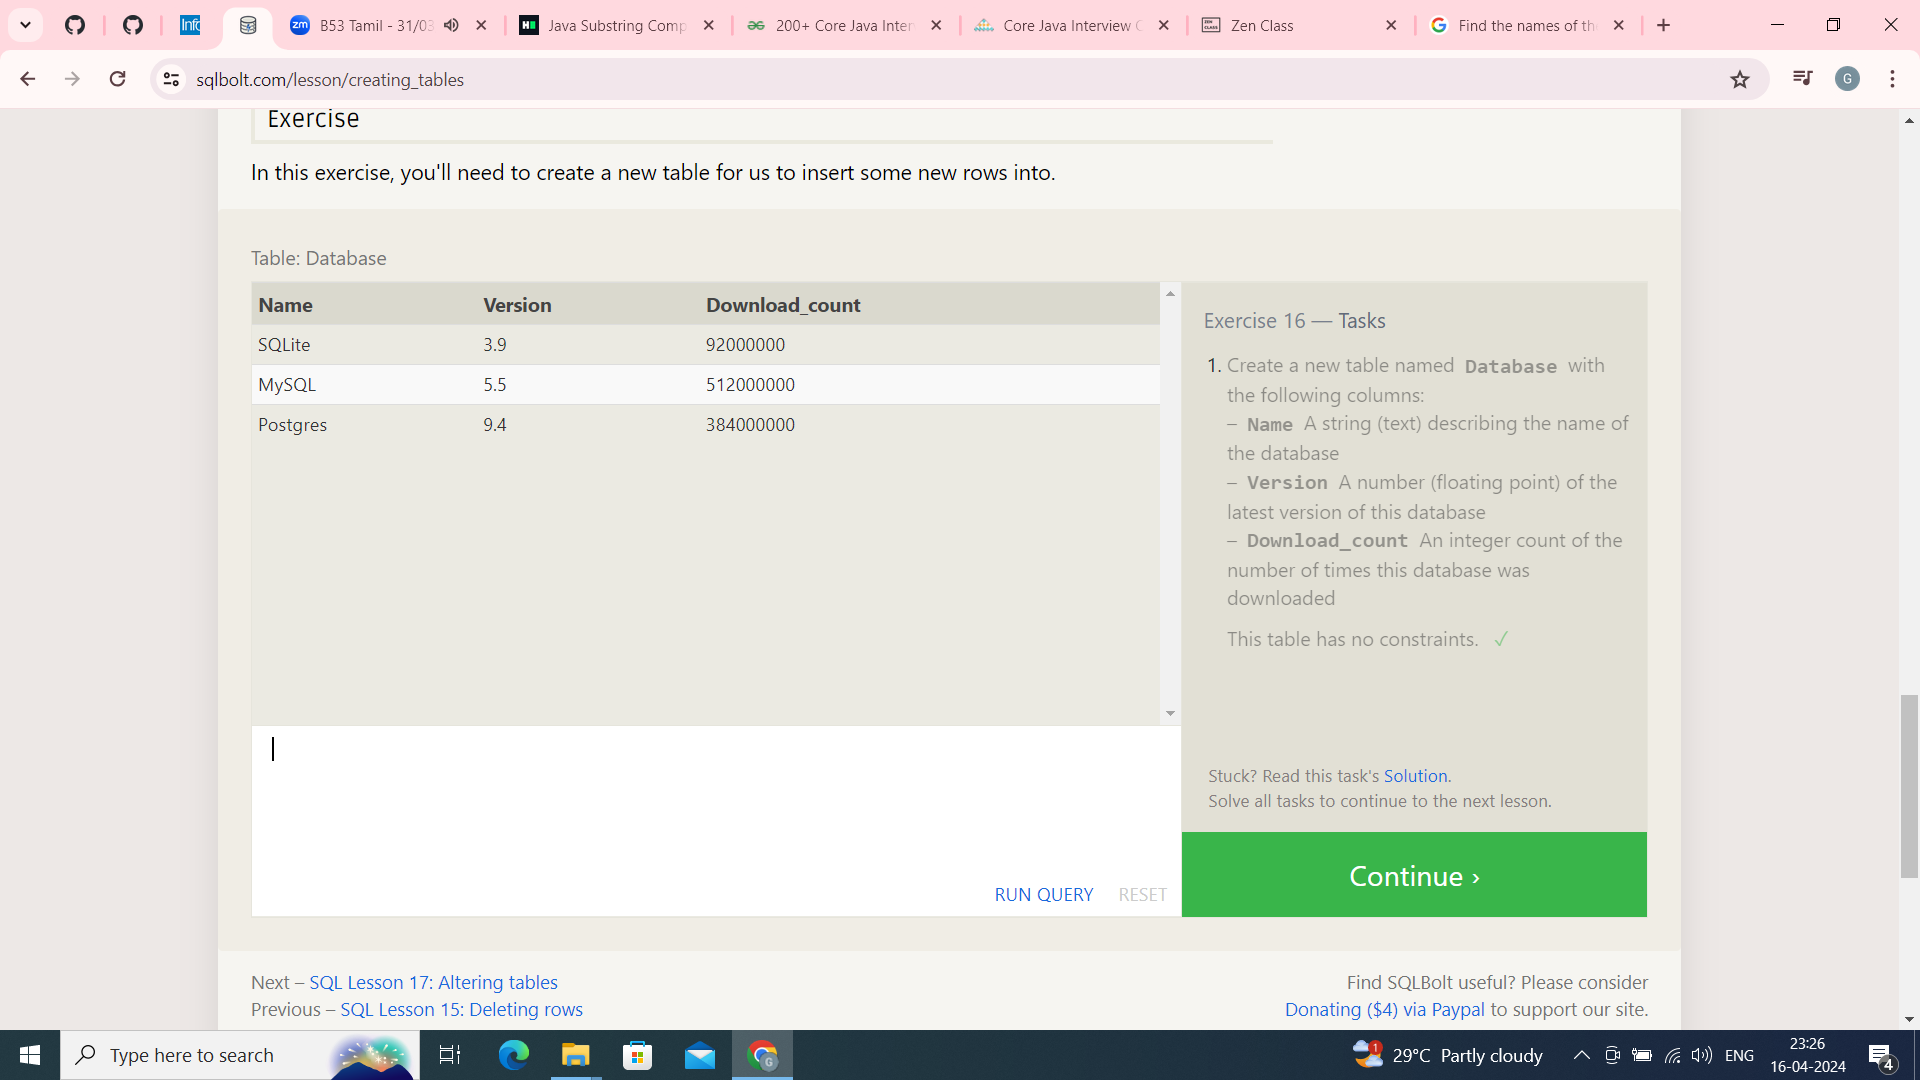 B53 Tamil - 31/03
Java Substring Comp
200+ Core Java Inter
Core Java Interview Q
Zen Class
Find the names of the
sqlbolt.com/lesson/creating_tables
G
Exercise
In this exercise, you'll need to create a new table for us to insert some new rows into.
Table: Database
Name Version Download_count
SQLite 3.9 92000000
MySQL 5.5 512000000
Postgres 9.4 384000000
Exercise 16 — Tasks
1. Create a new table named Database with
the following columns:
– Name A string (text) describing the name of
the database
– Version A number (floating point) of the
latest version of this database
– Download_count An integer count of the
number of times this database was
downloaded
This table has no constraints. ✓
Stuck? Read this task's Solution.
Solve all tasks to continue to the next lesson.
RUN QUERY RESET
Continue ›
Next – SQL Lesson 17: Altering tables
Previous – SQL Lesson 15: Deleting rows
Find SQLBolt useful? Please consider
Donating ($4) via Paypal to support our site.
Type here to search
1
29°C Partly cloudy
ENG
23:26
16-04-2024
4